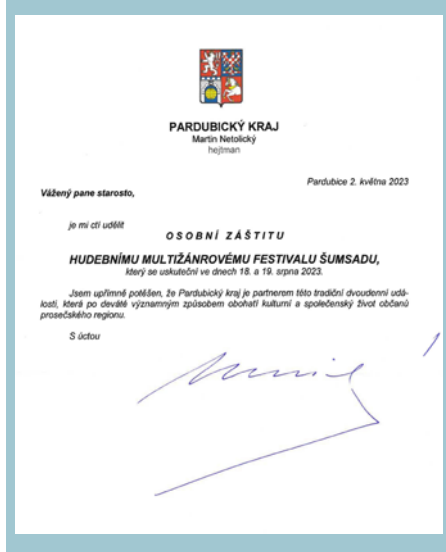 PARDUBICKÝ KRAJ
Martin Netolický
hejtman
Pardubice 2. května 2023
Vážený pane starosto,
je mi ctí udělit
OSOBNÍ ZÁŠTITU
HUDEBNÍMU MULTIŽÁNROVÉMU FESTIVALU ŠUMSADU,
který se uskuteční ve dnech 18. a 19. srpna 2023.
Jsem upřímně potěšen, že Pardubický kraj je partnerem této tradiční dvoudenní udá-
losti, která po deváté významným způsobem obohatí kulturní a společenský život občanů
prosečského regionu.
S úctou